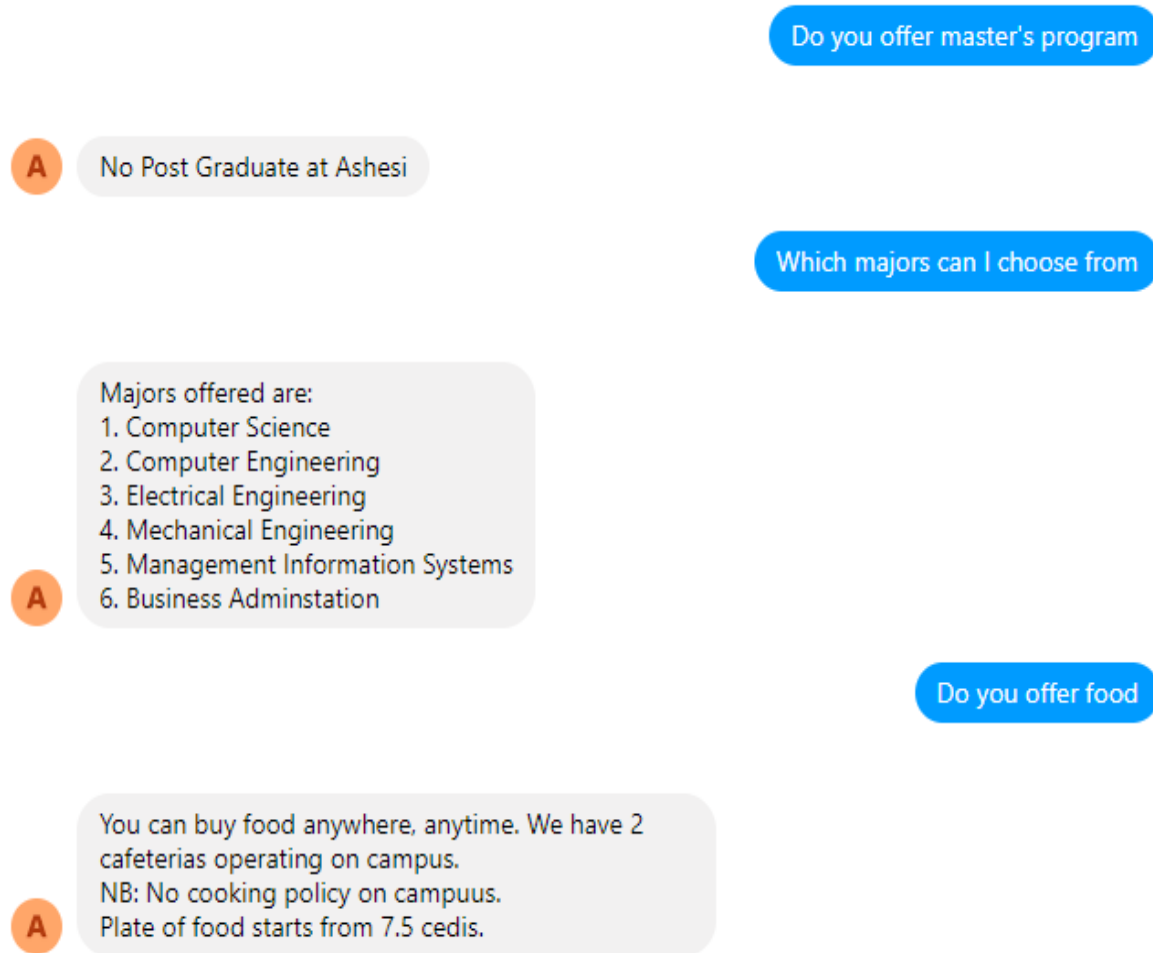 Do you offer master's program
A
No Post Graduate at Ashesi
Which majors can I choose from
Majors offered are:
1. Computer Science
2. Computer Engineering
3. Electrical Engineering
4. Mechanical Engineering
5. Management Information Systems
6. Business Adminstation
A
Do you offer food
You can buy food anywhere, anytime. We have 2
cafeterias operating on campus.
NB: No cooking policy on campuus.
Plate of food starts from 7.5 cedis.
A